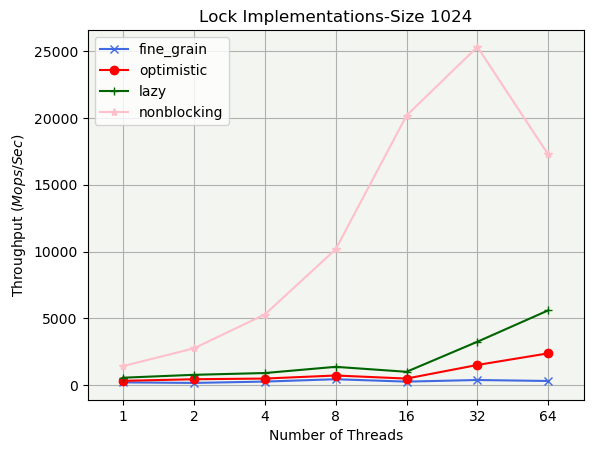 Lock Implementations-Size 1024
fine_grain
optimistic
lazy
nonblocking
Throughput (Mops/Sec)
25000
20000
15000
10000
5000
0
1 2 4 8 16 32 64
Number of Threads